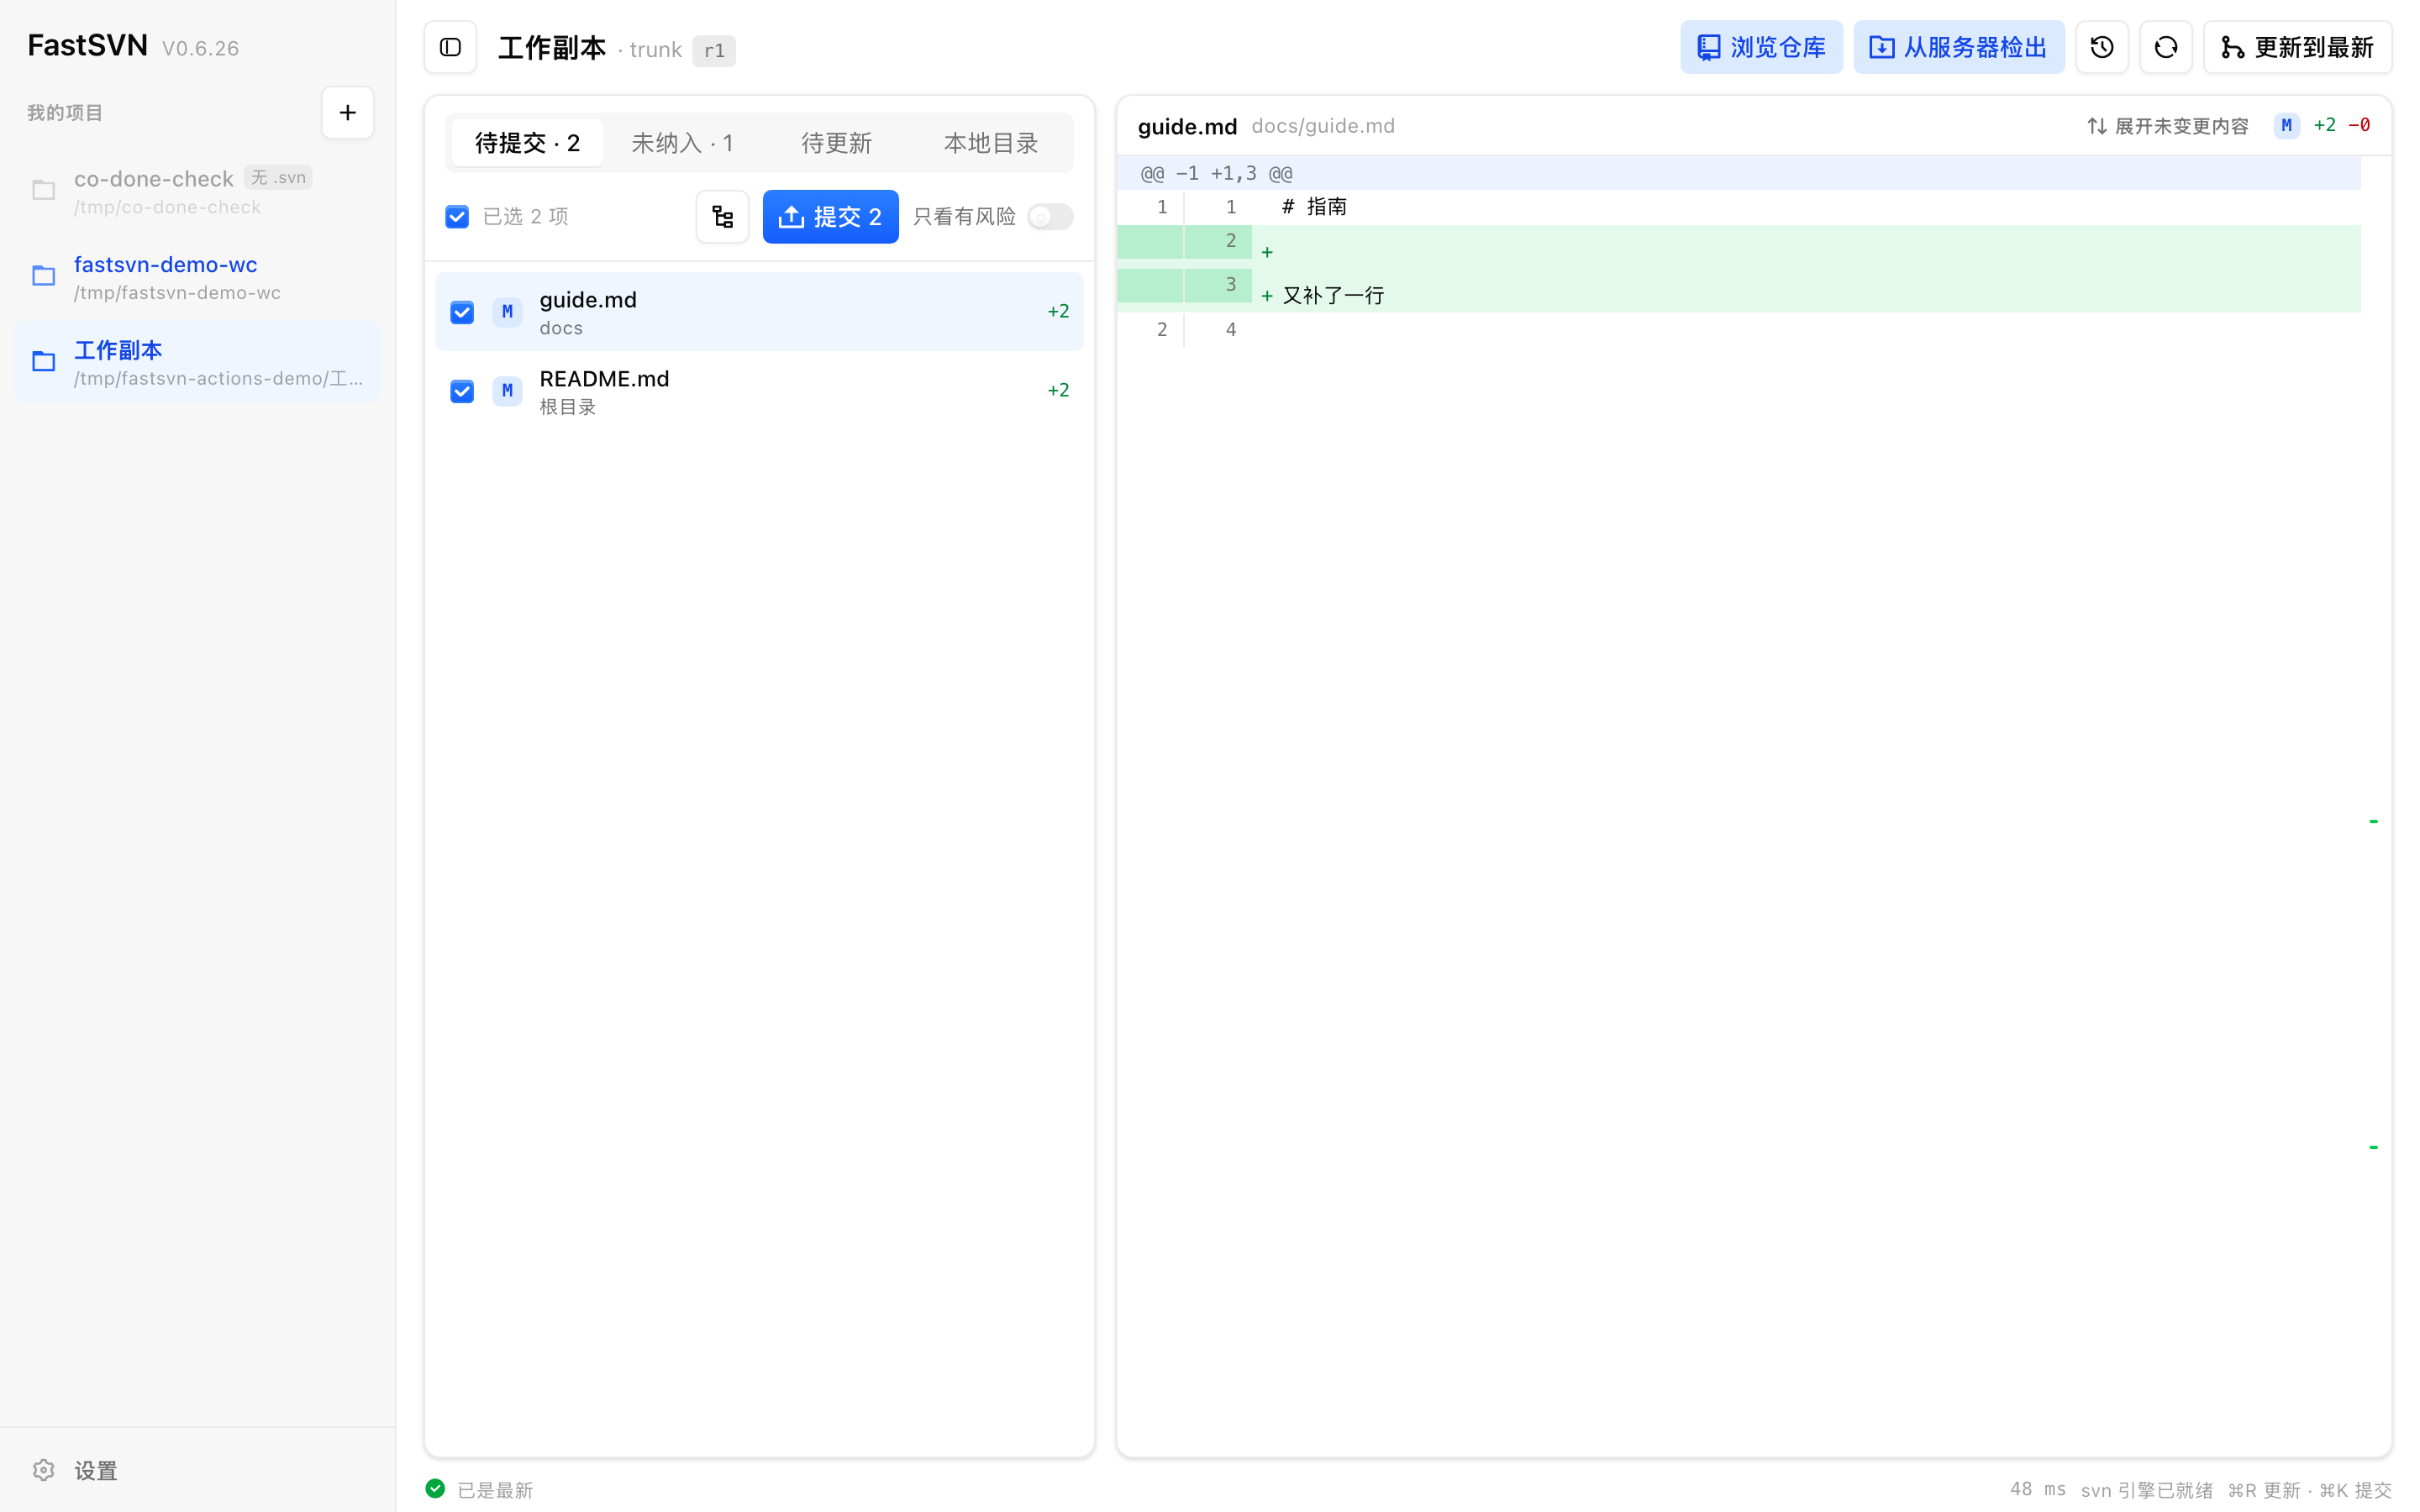 FastSVN V0.6.26
我的项目
co-done-check 无 .svn
/tmp/co-done-check
fastsvn-demo-wc
/tmp/fastsvn-demo-wc
工作副本
/tmp/fastsvn-actions-demo/工...
设置
工作副本 · trunk r1
浏览仓库 从服务器检出 更新到最新
待提交 · 2 未纳入 · 1 待更新 本地目录
已选 2 项 提交 2 只看有风险
M guide.md +2
docs
M README.md +2
根目录
guide.md docs/guide.md 展开未变更内容 M +2 −0
@@ −1 +1,3 @@
1 1 # 指南
2 +
3 + 又补了一行
2 4
已是最新
48 ms svn 引擎已就绪 ⌘R 更新 · ⌘K 提交